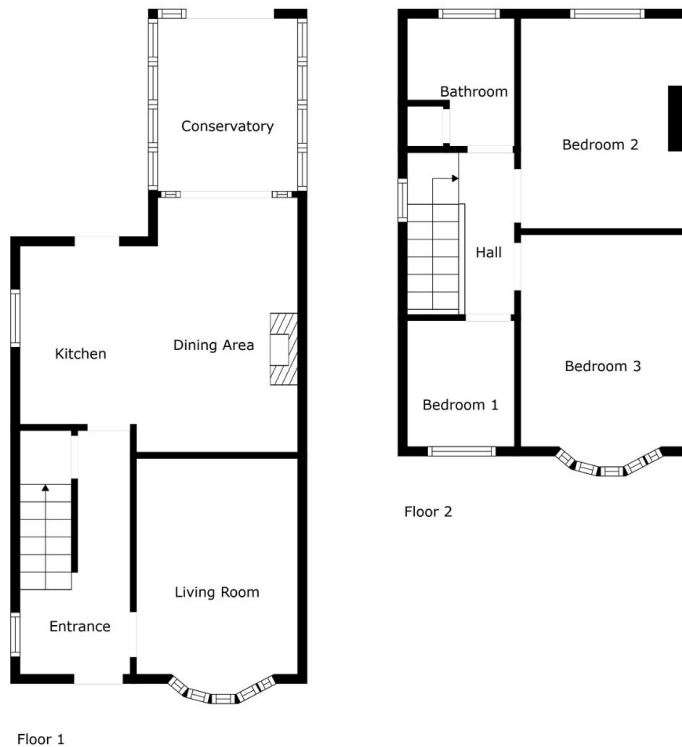 Conservatory
Kitchen
Dining Area
Entrance
Living Room
Floor 1
Bathroom
Bedroom 2
Hall
Bedroom 1
Bedroom 3
Floor 2